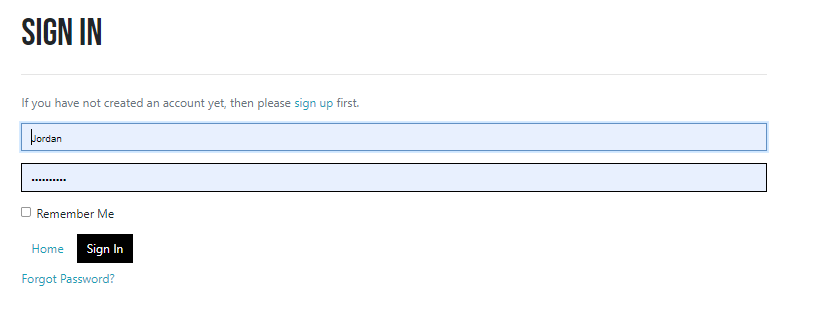 SIGN IN
If you have not created an account yet, then please sign up first.
Jordan
••••••••••
Remember Me
Home Sign In
Forgot Password?